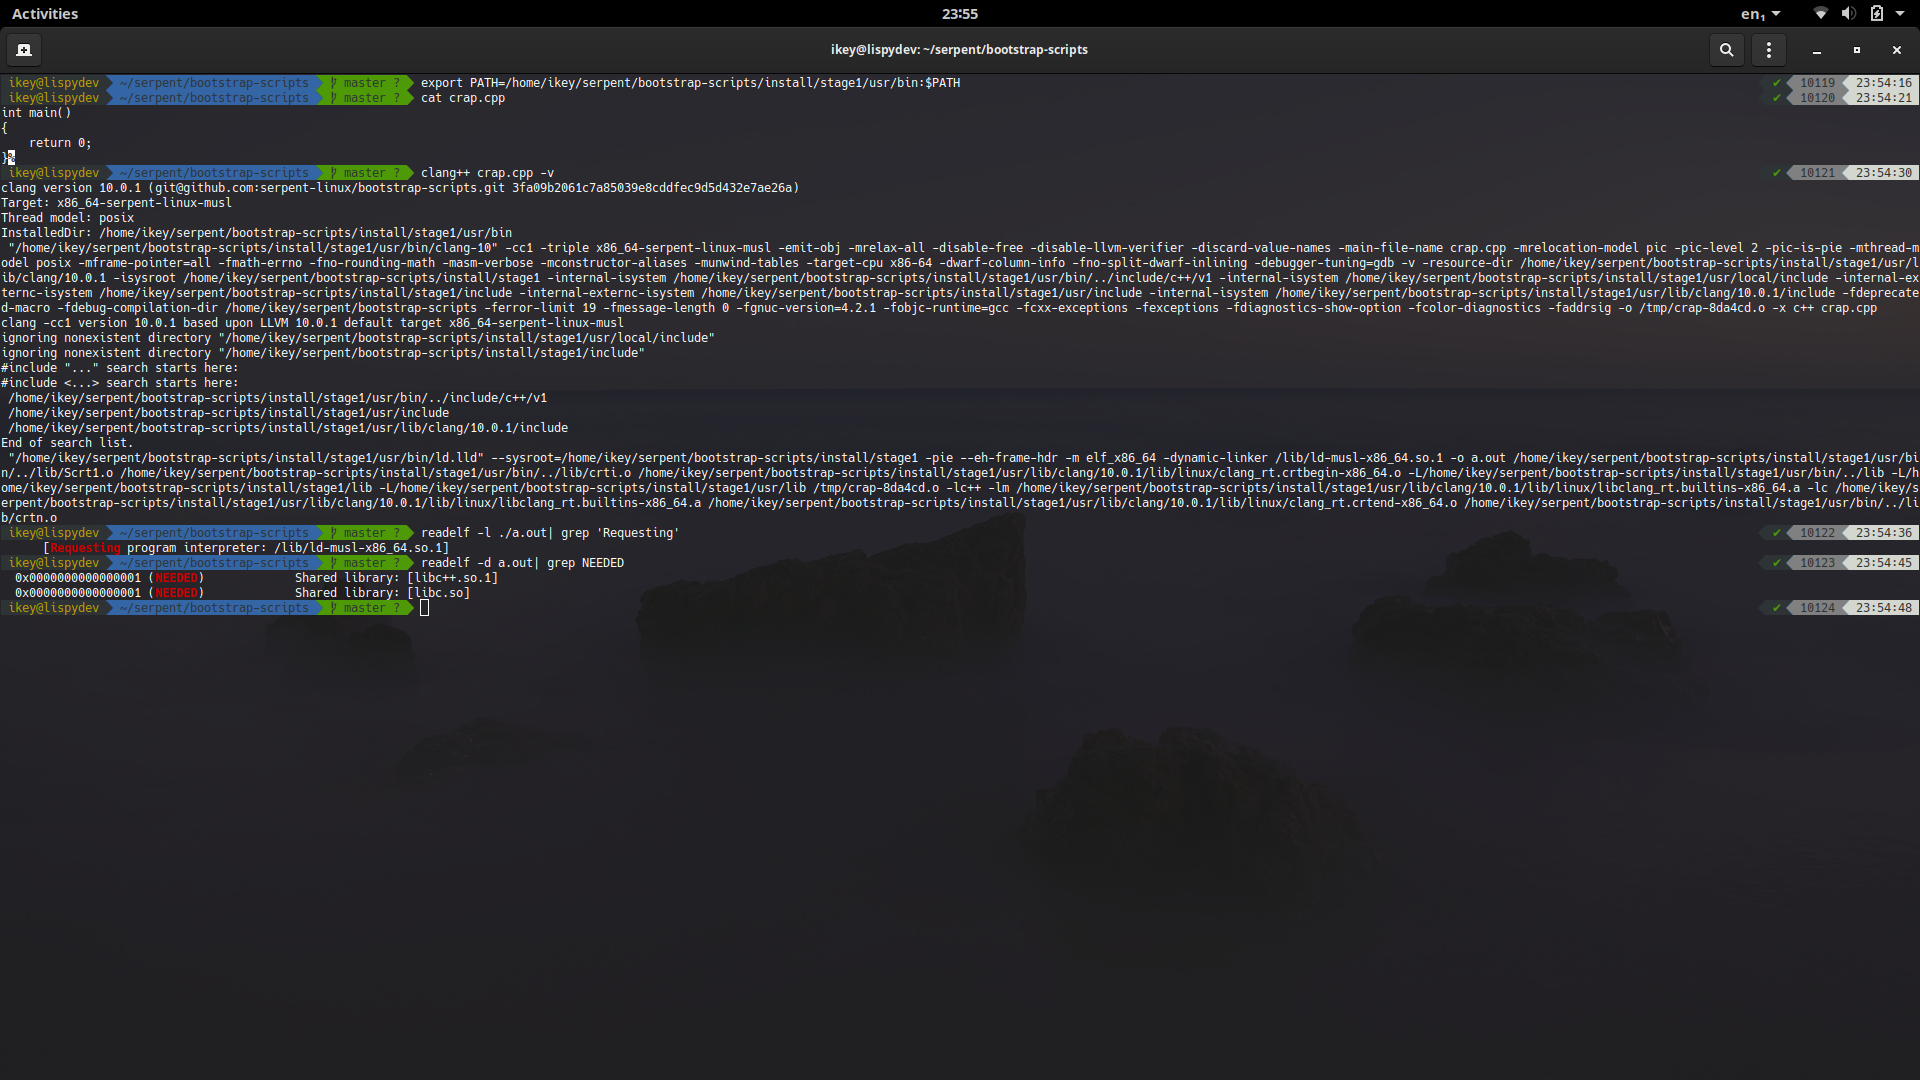 Activities
23:55
en₁
ikey@lispydev: ~/serpent/bootstrap-scripts
ikey@lispydev ~/serpent/bootstrap-scripts master ? export PATH=/home/ikey/serpent/bootstrap-scripts/install/stage1/usr/bin:$PATH ✔ 10119 23:54:16
ikey@lispydev ~/serpent/bootstrap-scripts master ? cat crap.cpp ✔ 10120 23:54:21
int main()
{
    return 0;
}%
ikey@lispydev ~/serpent/bootstrap-scripts master ? clang++ crap.cpp -v ✔ 10121 23:54:30
clang version 10.0.1 (git@github.com:serpent-linux/bootstrap-scripts.git 3fa09b2061c7a85039e8cddfec9d5d432e7ae26a)
Target: x86_64-serpent-linux-musl
Thread model: posix
InstalledDir: /home/ikey/serpent/bootstrap-scripts/install/stage1/usr/bin
 "/home/ikey/serpent/bootstrap-scripts/install/stage1/usr/bin/clang-10" -cc1 -triple x86_64-serpent-linux-musl -emit-obj -mrelax-all -disable-free -disable-llvm-verifier -discard-value-names -main-file-name crap.cpp -mrelocation-model pic -pic-level 2 -pic-is-pie -mthread-m
odel posix -mframe-pointer=all -fmath-errno -fno-rounding-math -masm-verbose -mconstructor-aliases -munwind-tables -target-cpu x86-64 -dwarf-column-info -fno-split-dwarf-inlining -debugger-tuning=gdb -v -resource-dir /home/ikey/serpent/bootstrap-scripts/install/stage1/usr/l
ib/clang/10.0.1 -isysroot /home/ikey/serpent/bootstrap-scripts/install/stage1 -internal-isystem /home/ikey/serpent/bootstrap-scripts/install/stage1/usr/bin/../include/c++/v1 -internal-isystem /home/ikey/serpent/bootstrap-scripts/install/stage1/usr/local/include -internal-ex
ternc-isystem /home/ikey/serpent/bootstrap-scripts/install/stage1/include -internal-externc-isystem /home/ikey/serpent/bootstrap-scripts/install/stage1/usr/include -internal-isystem /home/ikey/serpent/bootstrap-scripts/install/stage1/usr/lib/clang/10.0.1/include -fdeprecate
d-macro -fdebug-compilation-dir /home/ikey/serpent/bootstrap-scripts -ferror-limit 19 -fmessage-length 0 -fgnuc-version=4.2.1 -fobjc-runtime=gcc -fcxx-exceptions -fexceptions -fdiagnostics-show-option -fcolor-diagnostics -faddrsig -o /tmp/crap-8da4cd.o -x c++ crap.cpp
clang -cc1 version 10.0.1 based upon LLVM 10.0.1 default target x86_64-serpent-linux-musl
ignoring nonexistent directory "/home/ikey/serpent/bootstrap-scripts/install/stage1/usr/local/include"
ignoring nonexistent directory "/home/ikey/serpent/bootstrap-scripts/install/stage1/include"
#include "..." search starts here:
#include <...> search starts here:
 /home/ikey/serpent/bootstrap-scripts/install/stage1/usr/bin/../include/c++/v1
 /home/ikey/serpent/bootstrap-scripts/install/stage1/usr/include
 /home/ikey/serpent/bootstrap-scripts/install/stage1/usr/lib/clang/10.0.1/include
End of search list.
 "/home/ikey/serpent/bootstrap-scripts/install/stage1/usr/bin/ld.lld" --sysroot=/home/ikey/serpent/bootstrap-scripts/install/stage1 -pie --eh-frame-hdr -m elf_x86_64 -dynamic-linker /lib/ld-musl-x86_64.so.1 -o a.out /home/ikey/serpent/bootstrap-scripts/install/stage1/usr/bi
n/../lib/Scrt1.o /home/ikey/serpent/bootstrap-scripts/install/stage1/usr/bin/../lib/crti.o /home/ikey/serpent/bootstrap-scripts/install/stage1/usr/lib/clang/10.0.1/lib/linux/clang_rt.crtbegin-x86_64.o -L/home/ikey/serpent/bootstrap-scripts/install/stage1/usr/bin/../lib -L/h
ome/ikey/serpent/bootstrap-scripts/install/stage1/lib -L/home/ikey/serpent/bootstrap-scripts/install/stage1/usr/lib /tmp/crap-8da4cd.o -lc++ -lm /home/ikey/serpent/bootstrap-scripts/install/stage1/usr/lib/clang/10.0.1/lib/linux/libclang_rt.builtins-x86_64.a -lc /home/ikey/s
erpent/bootstrap-scripts/install/stage1/usr/lib/clang/10.0.1/lib/linux/libclang_rt.builtins-x86_64.a /home/ikey/serpent/bootstrap-scripts/install/stage1/usr/lib/clang/10.0.1/lib/linux/clang_rt.crtend-x86_64.o /home/ikey/serpent/bootstrap-scripts/install/stage1/usr/bin/../li
b/crtn.o
ikey@lispydev ~/serpent/bootstrap-scripts master ? readelf -l ./a.out| grep 'Requesting' ✔ 10122 23:54:36
      [Requesting program interpreter: /lib/ld-musl-x86_64.so.1]
ikey@lispydev ~/serpent/bootstrap-scripts master ? readelf -d a.out| grep NEEDED ✔ 10123 23:54:45
  0x0000000000000001 (NEEDED)             Shared library: [libc++.so.1]
  0x0000000000000001 (NEEDED)             Shared library: [libc.so]
ikey@lispydev ~/serpent/bootstrap-scripts master ? ✔ 10124 23:54:48